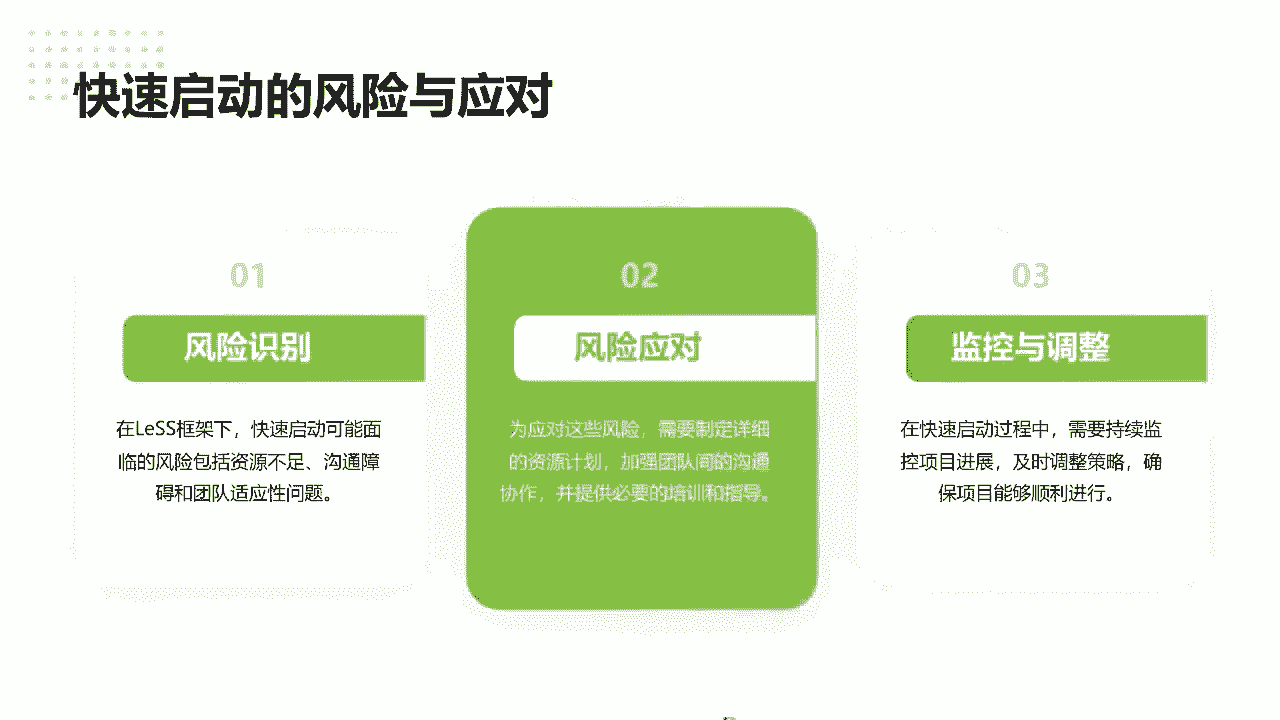 快速启动的风险与应对
01
风险识别
在LeSS框架下，快速启动可能面
临的风险包括资源不足、沟通障
碍和团队适应性问题。
02
风险应对
为应对这些风险，需要制定详细
的资源计划，加强团队间的沟通
协作，并提供必要的培训和指导。
03
监控与调整
在快速启动过程中，需要持续监
控项目进展，及时调整策略，确
保项目能够顺利进行。